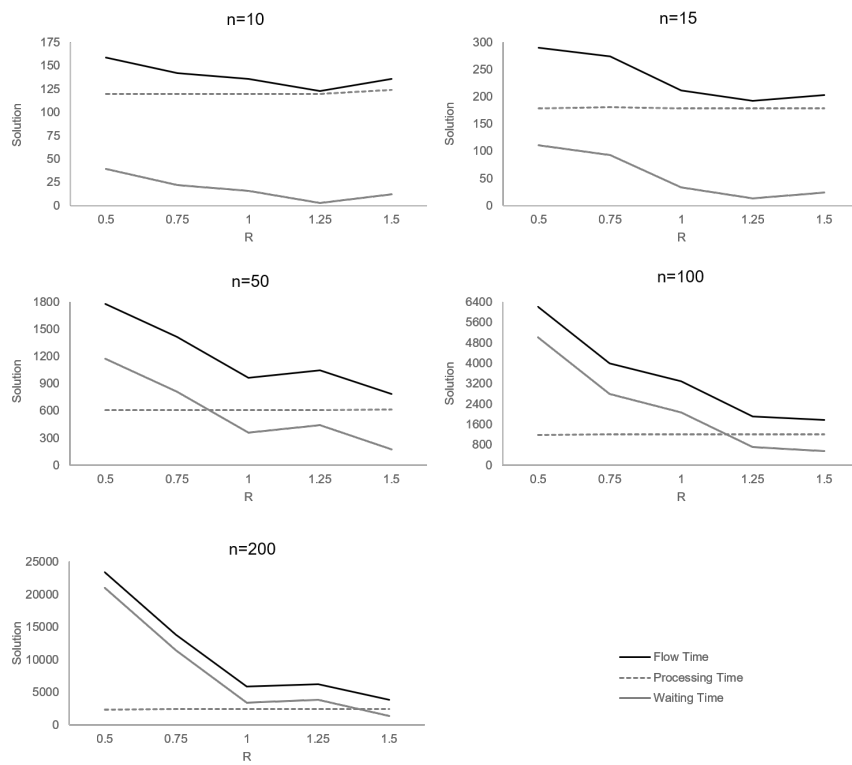 n=10
175
150
125
100
75
50
25
0
Solution
0.5 0.75 1 1.25 1.5
R
n=15
300
250
200
150
100
50
0
Solution
0.5 0.75 1 1.25 1.5
R
n=50
1800
1500
1200
900
600
300
0
Solution
0.5 0.75 1 1.25 1.5
R
n=100
6400
5600
4800
4000
3200
2400
1600
800
0
Solution
0.5 0.75 1 1.25 1.5
R
n=200
25000
20000
15000
10000
5000
0
Solution
0.5 0.75 1 1.25 1.5
R
Flow Time
Processing Time
Waiting Time